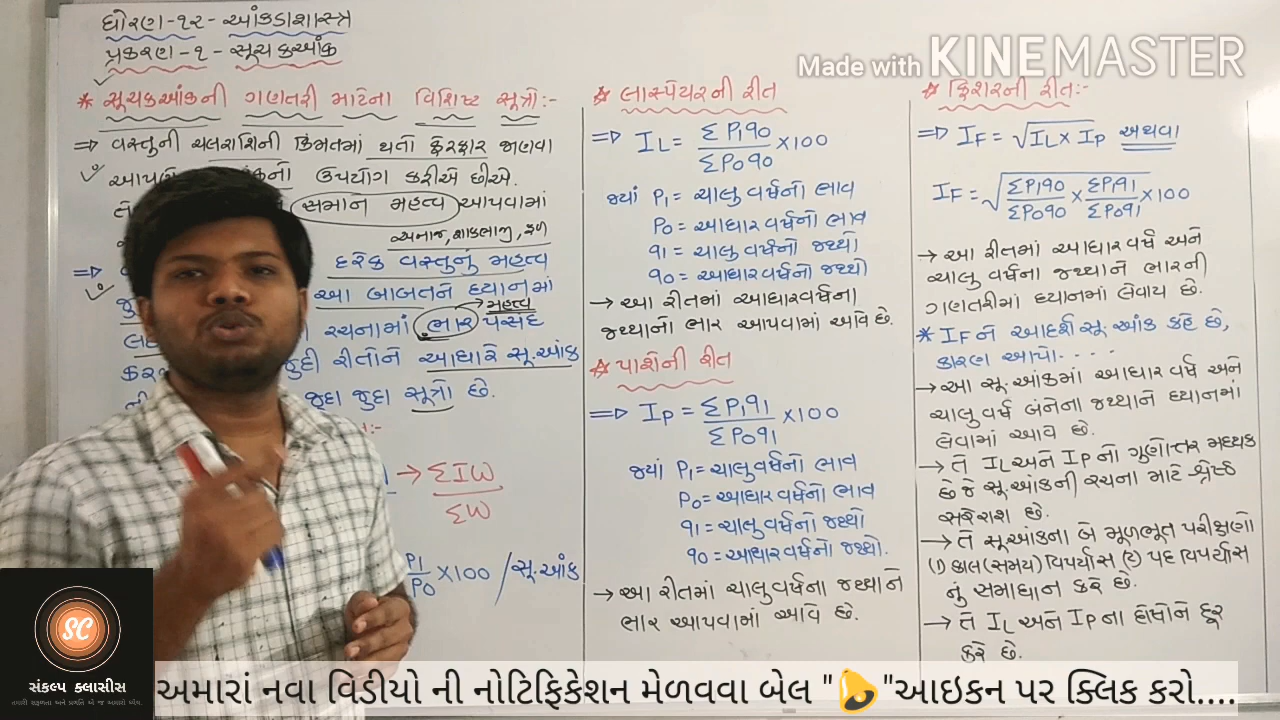 ધોરણ-૧૨ - આંકડાશાસ્ત્ર
પ્રકરણ-૧ - સૂચકઆંક
* સૂચકઆંકની ગણતરી માટેના વિશિષ્ટ સૂત્રો:-
⇒ વસ્તુની ચલરાશિની કિંમતમાં થતો ફેરફાર જાણવા
ઉપયોગ કરીએ છીએ.
સમાન મહત્વ આપવામાં
અનાજ, શાકભાજી, ફળ
⇒ દરેક વસ્તુનું મહત્વ
આ બાબતને ધ્યાનમાં
→ મહત્વ
રચનામાં ભાર પસંદ
જુદી રીતોને આધારે સૂ.આંક
જુદા જુદા સૂત્રો છે.
→ ΣIW
ΣW
P1/P0 ×100 / સૂ.આંક
* લાસ્પેયરની રીત
⇒ IL = ΣP1q0 / ΣP0q0 ×100
જ્યાં P1 = ચાલુ વર્ષનો ભાવ
P0 = આધાર વર્ષનો ભાવ
q1 = ચાલુ વર્ષનો જથ્થો
q0 = આધાર વર્ષનો જથ્થો
→ આ રીતમાં આધારવર્ષના
જથ્થાનો ભાર આપવામાં આવે છે.
* પાશેની રીત
⇒ IP = ΣP1q1 / ΣP0q1 ×100
જ્યાં P1 = ચાલુવર્ષનો ભાવ
P0 = આધાર વર્ષનો ભાવ
q1 = ચાલુ વર્ષનો જથ્થો
q0 = આધાર વર્ષનો જથ્થો.
→ આ રીતમાં ચાલુવર્ષના જથ્થાને
ભાર આપવામાં આવે છે.
Made with KINEMASTER
* ફિશરની રીત:-
⇒ IF = √IL × IP અથવા
IF = √ΣP1q0/ΣP0q0 × ΣP1q1/ΣP0q1 ×100
→ આ રીતમાં આધાર વર્ષ અને
ચાલુ વર્ષના જથ્થાને ભારની
ગણતરીમાં ધ્યાનમાં લેવાય છે.
* IF ને આદર્શ સૂ. આંક કહે છે,
કારણ આપો. . . . .
→ આ સૂ. આંકમાં આધાર વર્ષ અને
ચાલુ વર્ષ બંનેના જથ્થાને ધ્યાનમાં
લેવામાં આવે છે.
→ તે IL અને IP નો ગુણોત્તર મધ્યક
છે જે સૂ.આંકની રચના માટે શ્રેષ્ઠ
સરેરાશ છે.
→ તે સૂ.આંકના બે મૂળભૂત પરીક્ષણો
(૧) કાલ(સમય) વિપર્યાસ (૨) પદ વિપર્યાસ
નું સમાધાન કરે છે.
→ તે IL અને IP ના દોષોને દૂર
કરે છે.
SC
સંકલ્પ ક્લાસીસ
અમારાં નવા વિડીયો ની નોટિફિકેશન મેળવવા બેલ "🔔"આઇકન પર ક્લિક કરો....